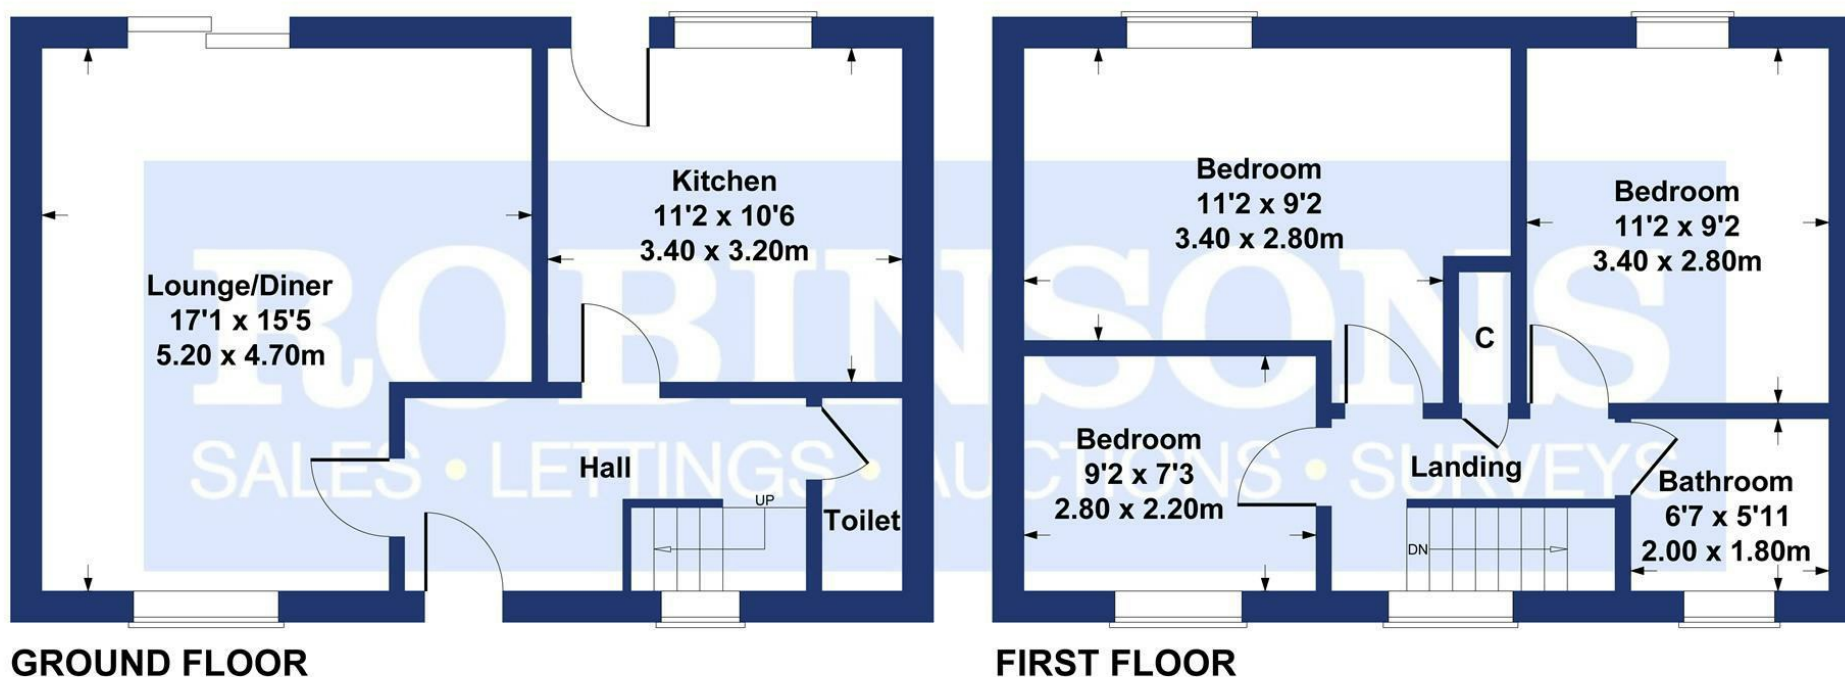 Lounge/Diner
17'1 x 15'5
5.20 x 4.70m
Kitchen
11'2 x 10'6
3.40 x 3.20m
Hall
UP
Toilet
GROUND FLOOR
Bedroom
11'2 x 9'2
3.40 x 2.80m
Bedroom
11'2 x 9'2
3.40 x 2.80m
C
Bedroom
9'2 x 7'3
2.80 x 2.20m
Landing
DN
Bathroom
6'7 x 5'11
2.00 x 1.80m
FIRST FLOOR
ROBINSONS
SALES • LETTINGS • AUCTIONS • SURVEYS